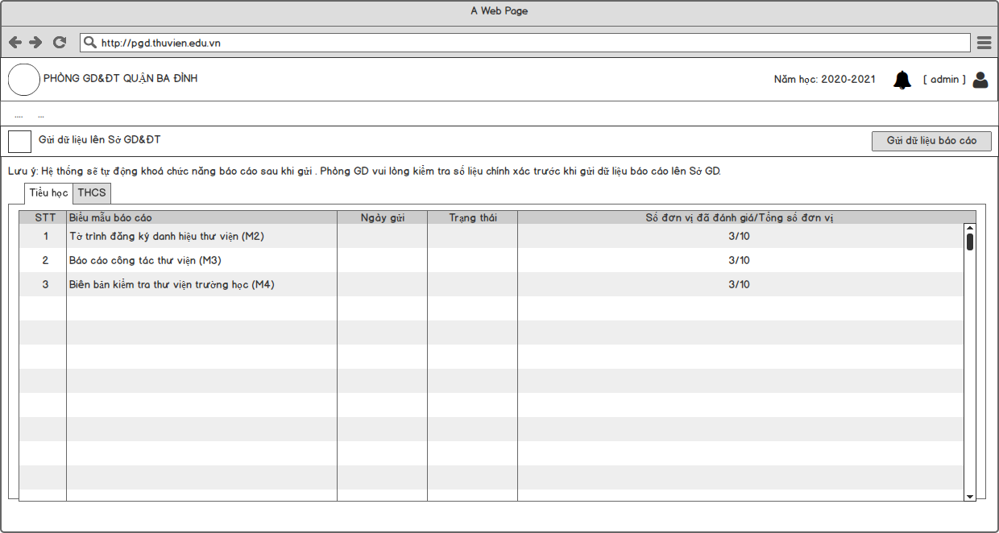 A Web Page
http://pgd.thuvien.edu.vn
PHÒNG GD&ĐT QUẬN BA ĐÌNH
Năm học: 2020-2021
[ admin ]
.... ...
Gửi dữ liệu lên Sở GD&ĐT
Gửi dữ liệu báo cáo
Lưu ý: Hệ thống sẽ tự động khoá chức năng báo cáo sau khi gửi . Phòng GD vui lòng kiểm tra số liệu chính xác trước khi gửi dữ liệu báo cáo lên Sở GD.
Tiểu học THCS
STT Biểu mẫu báo cáo Ngày gửi Trạng thái Số đơn vị đã đánh giá/Tổng số đơn vị
1 Tờ trình đăng ký danh hiệu thư viện (M2) 3/10
2 Báo cáo công tác thư viện (M3) 3/10
3 Biên bản kiểm tra thư viện trường học (M4) 3/10